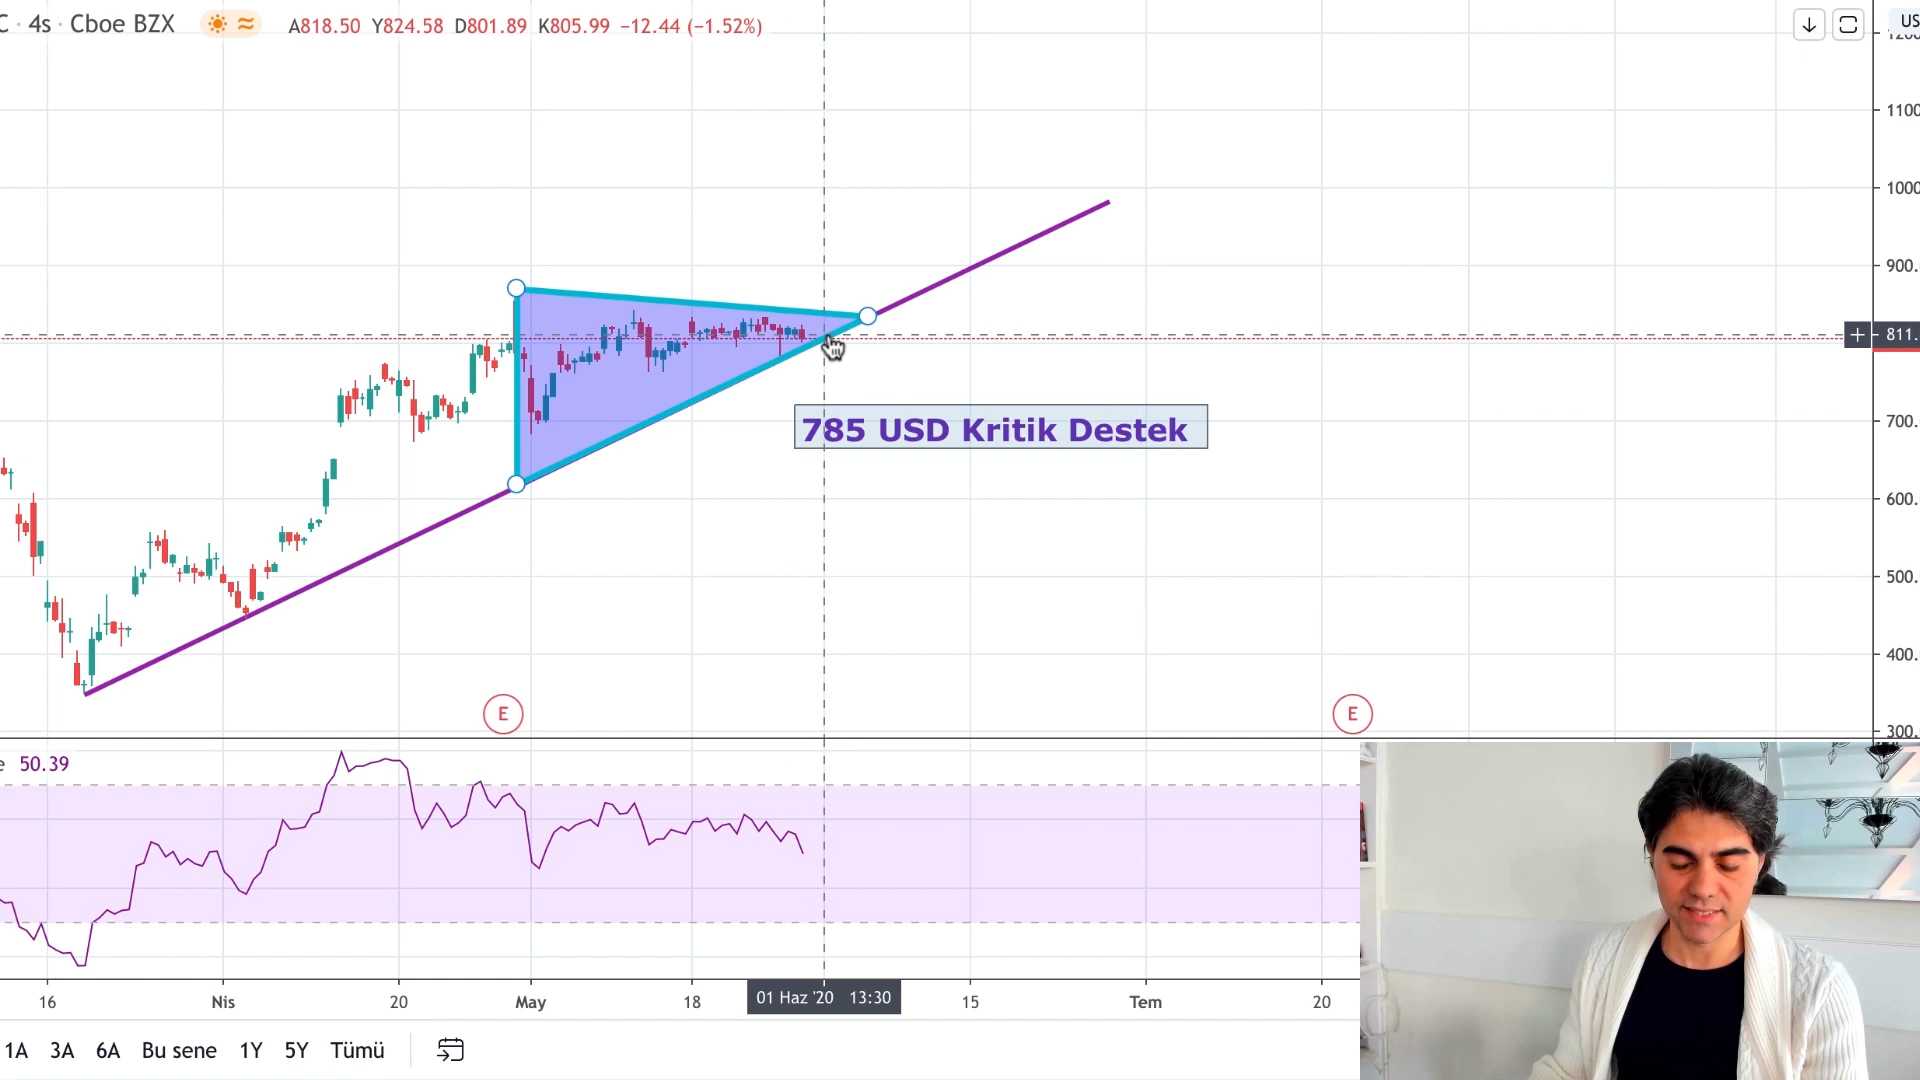 C · 4s · Cboe BZX A818.50 Y824.58 D801.89 K805.99 −12.44 (−1.52%)
US
1200
1100
1000
900.
811.
785 USD Kritik Destek
700.
600.
500.
400.
E E
300.
e 50.39
16 Nis 20 May 18 01 Haz '20 13:30 15 Tem 20
1A 3A 6A Bu sene 1Y 5Y Tümü